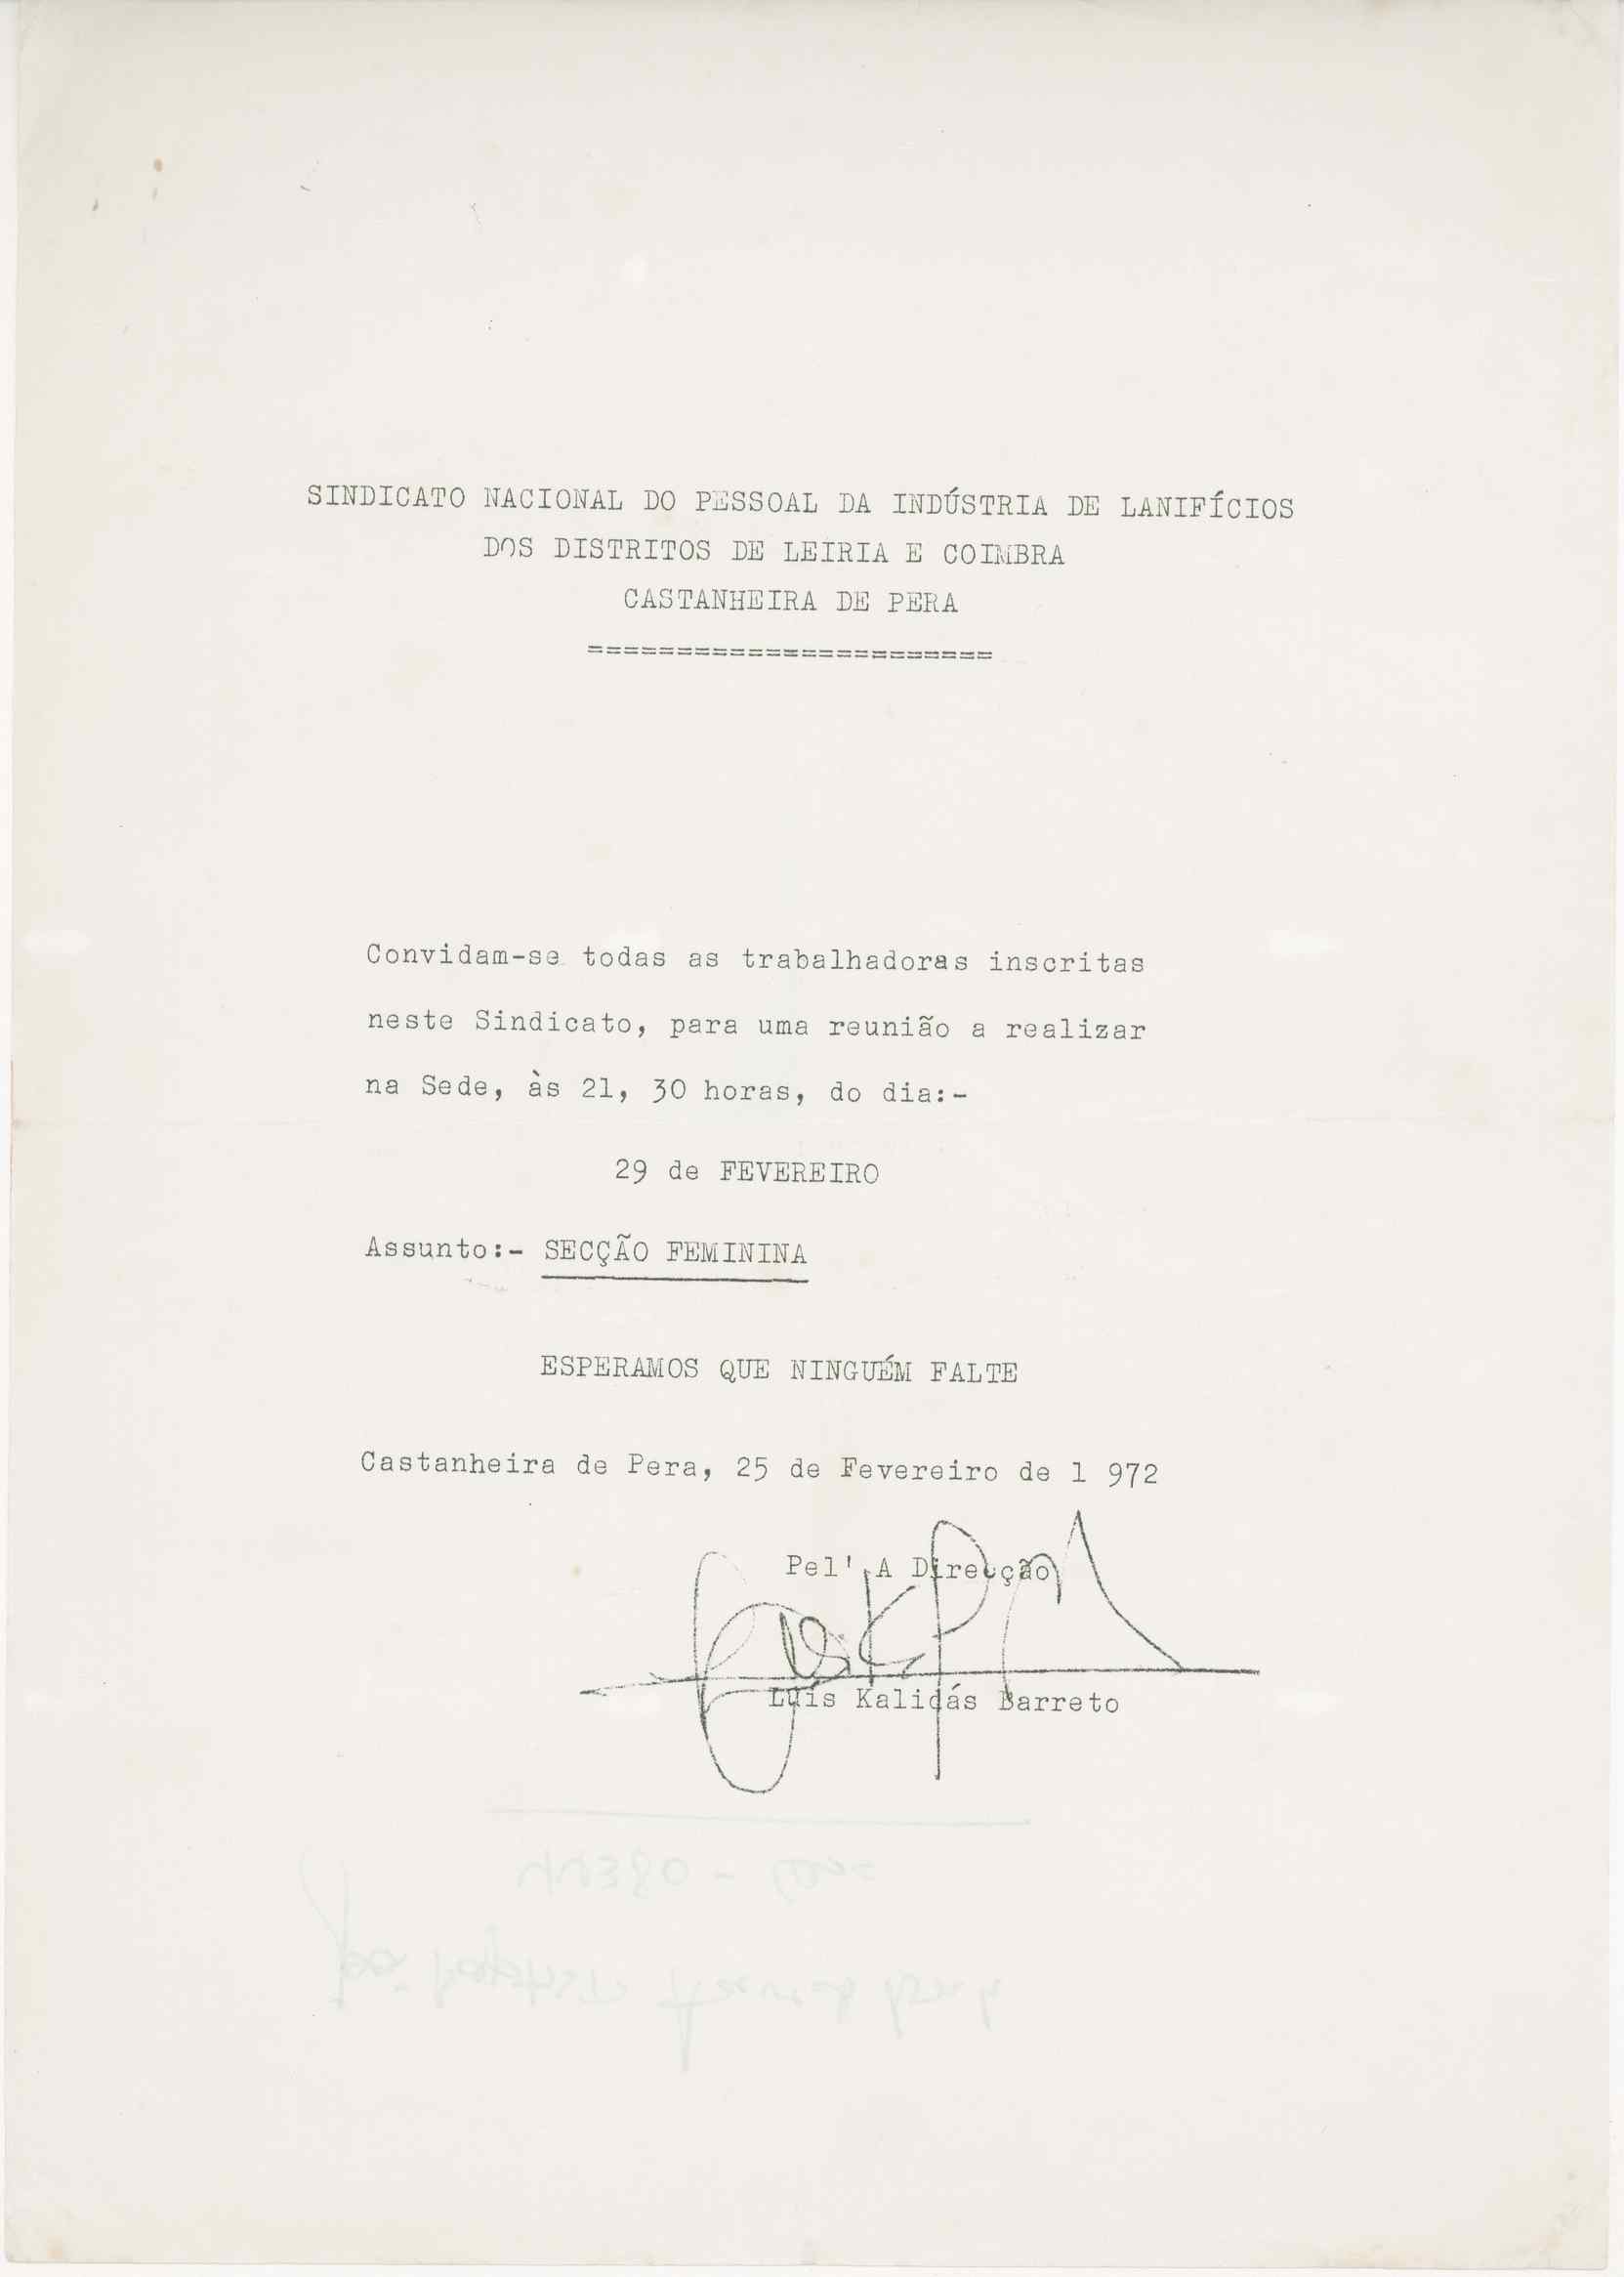 SINDICATO NACIONAL DO PESSOAL DA INDÚSTRIA DE LANIFÍCIOS
DOS DISTRITOS DE LEIRIA E COIMBRA
CASTANHEIRA DE PERA
=======================
Convidam-se todas as trabalhadoras inscritas
neste Sindicato, para uma reunião a realizar
na Sede, às 21, 30 horas, do dia:-
29 de FEVEREIRO
Assunto:- SECÇÃO FEMININA
ESPERAMOS QUE NINGUÉM FALTE
Castanheira de Pera, 25 de Fevereiro de 1 972
Pel' A Direcção
Luís Kalidás Barreto